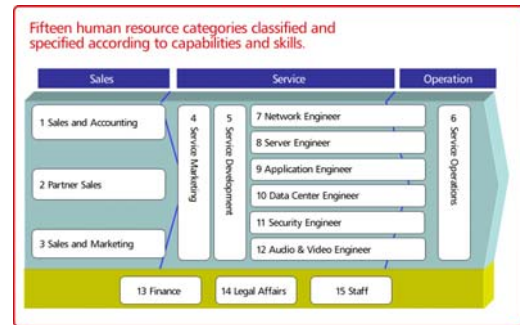 Fifteen human resource categories classified and
specified according to capabilities and skills.
Sales
Service
Operation
1 Sales and Accounting
2 Partner Sales
3 Sales and Marketing
4
Service Marketing
5
Service Development
7 Network Engineer
8 Server Engineer
9 Application Engineer
10 Data Center Engineer
11 Security Engineer
12 Audio & Video Engineer
6
Service Operations
13 Finance
14 Legal Affairs
15 Staff